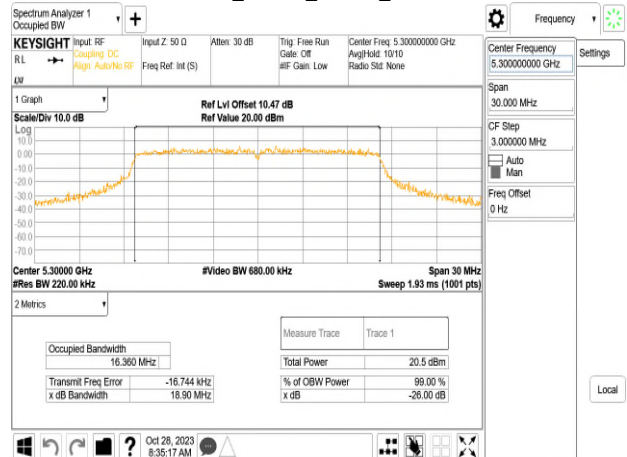 Spectrum Analyzer 1
Occupied BW
Frequency
KEYSIGHT
RL
LXI
Input: RF
Coupling: DC
Align: Auto/No RF
Input Z: 50 Ω
Freq Ref: Int (S)
Atten: 30 dB
Trig: Free Run
Gate: Off
#IF Gain: Low
Center Freq: 5.300000000 GHz
Avg|Hold: 10/10
Radio Std: None
Center Frequency
5.300000000 GHz
Settings
Span
30.000 MHz
CF Step
3.000000 MHz
Auto
Man
Freq Offset
0 Hz
1 Graph
Ref Lvl Offset 10.47 dB
Scale/Div 10.0 dB
Ref Value 20.00 dBm
Log
10.0
0.00
-10.0
-20.0
-30.0
-40.0
-50.0
-60.0
-70.0
Center 5.30000 GHz
#Video BW 680.00 kHz
Span 30 MHz
#Res BW 220.00 kHz
Sweep 1.93 ms (1001 pts)
2 Metrics
Measure Trace
Trace 1
Occupied Bandwidth
16.360 MHz
Total Power
20.5 dBm
Transmit Freq Error
-16.744 kHz
% of OBW Power
99.00 %
x dB Bandwidth
18.90 MHz
x dB
-26.00 dB
Local
?
Oct 28, 2023
8:35:17 AM